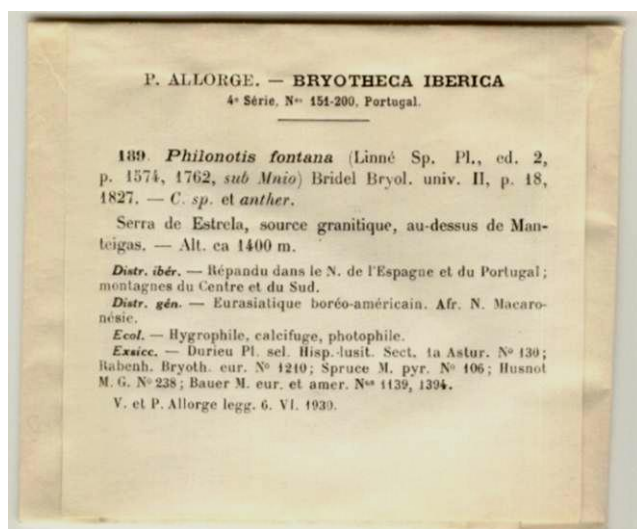 P. ALLORGE. — BRYOTHECA IBERICA
4e Série, Nos 151-200, Portugal.
189. Philonotis fontana (Linné Sp. Pl., ed. 2,
p. 1574, 1762, sub Mnio) Bridel Bryol. univ. II, p. 18,
1827. — C. sp. et anther.
Serra de Estrela, source granitique, au-dessus de Man-
teigas. — Alt. ca 1400 m.
Distr. ibér. — Répandu dans le N. de l'Espagne et du Portugal ;
montagnes du Centre et du Sud.
Distr. gén. — Eurasiatique boréo-américain. Afr. N. Macaro-
nésie.
Ecol. — Hygrophile, calcifuge, photophile.
Exsicc. — Durieu Pl. sel. Hisp.-lusit. Sect. 1a Astur. No 130 ;
Rabenh. Bryoth. eur. No 1210 ; Spruce M. pyr. No 106 ; Husnot
M. G. No 238 ; Bauer M. eur. et amer. Nos 1139, 1394.
V. et P. Allorge legg. 6. VI. 1939.